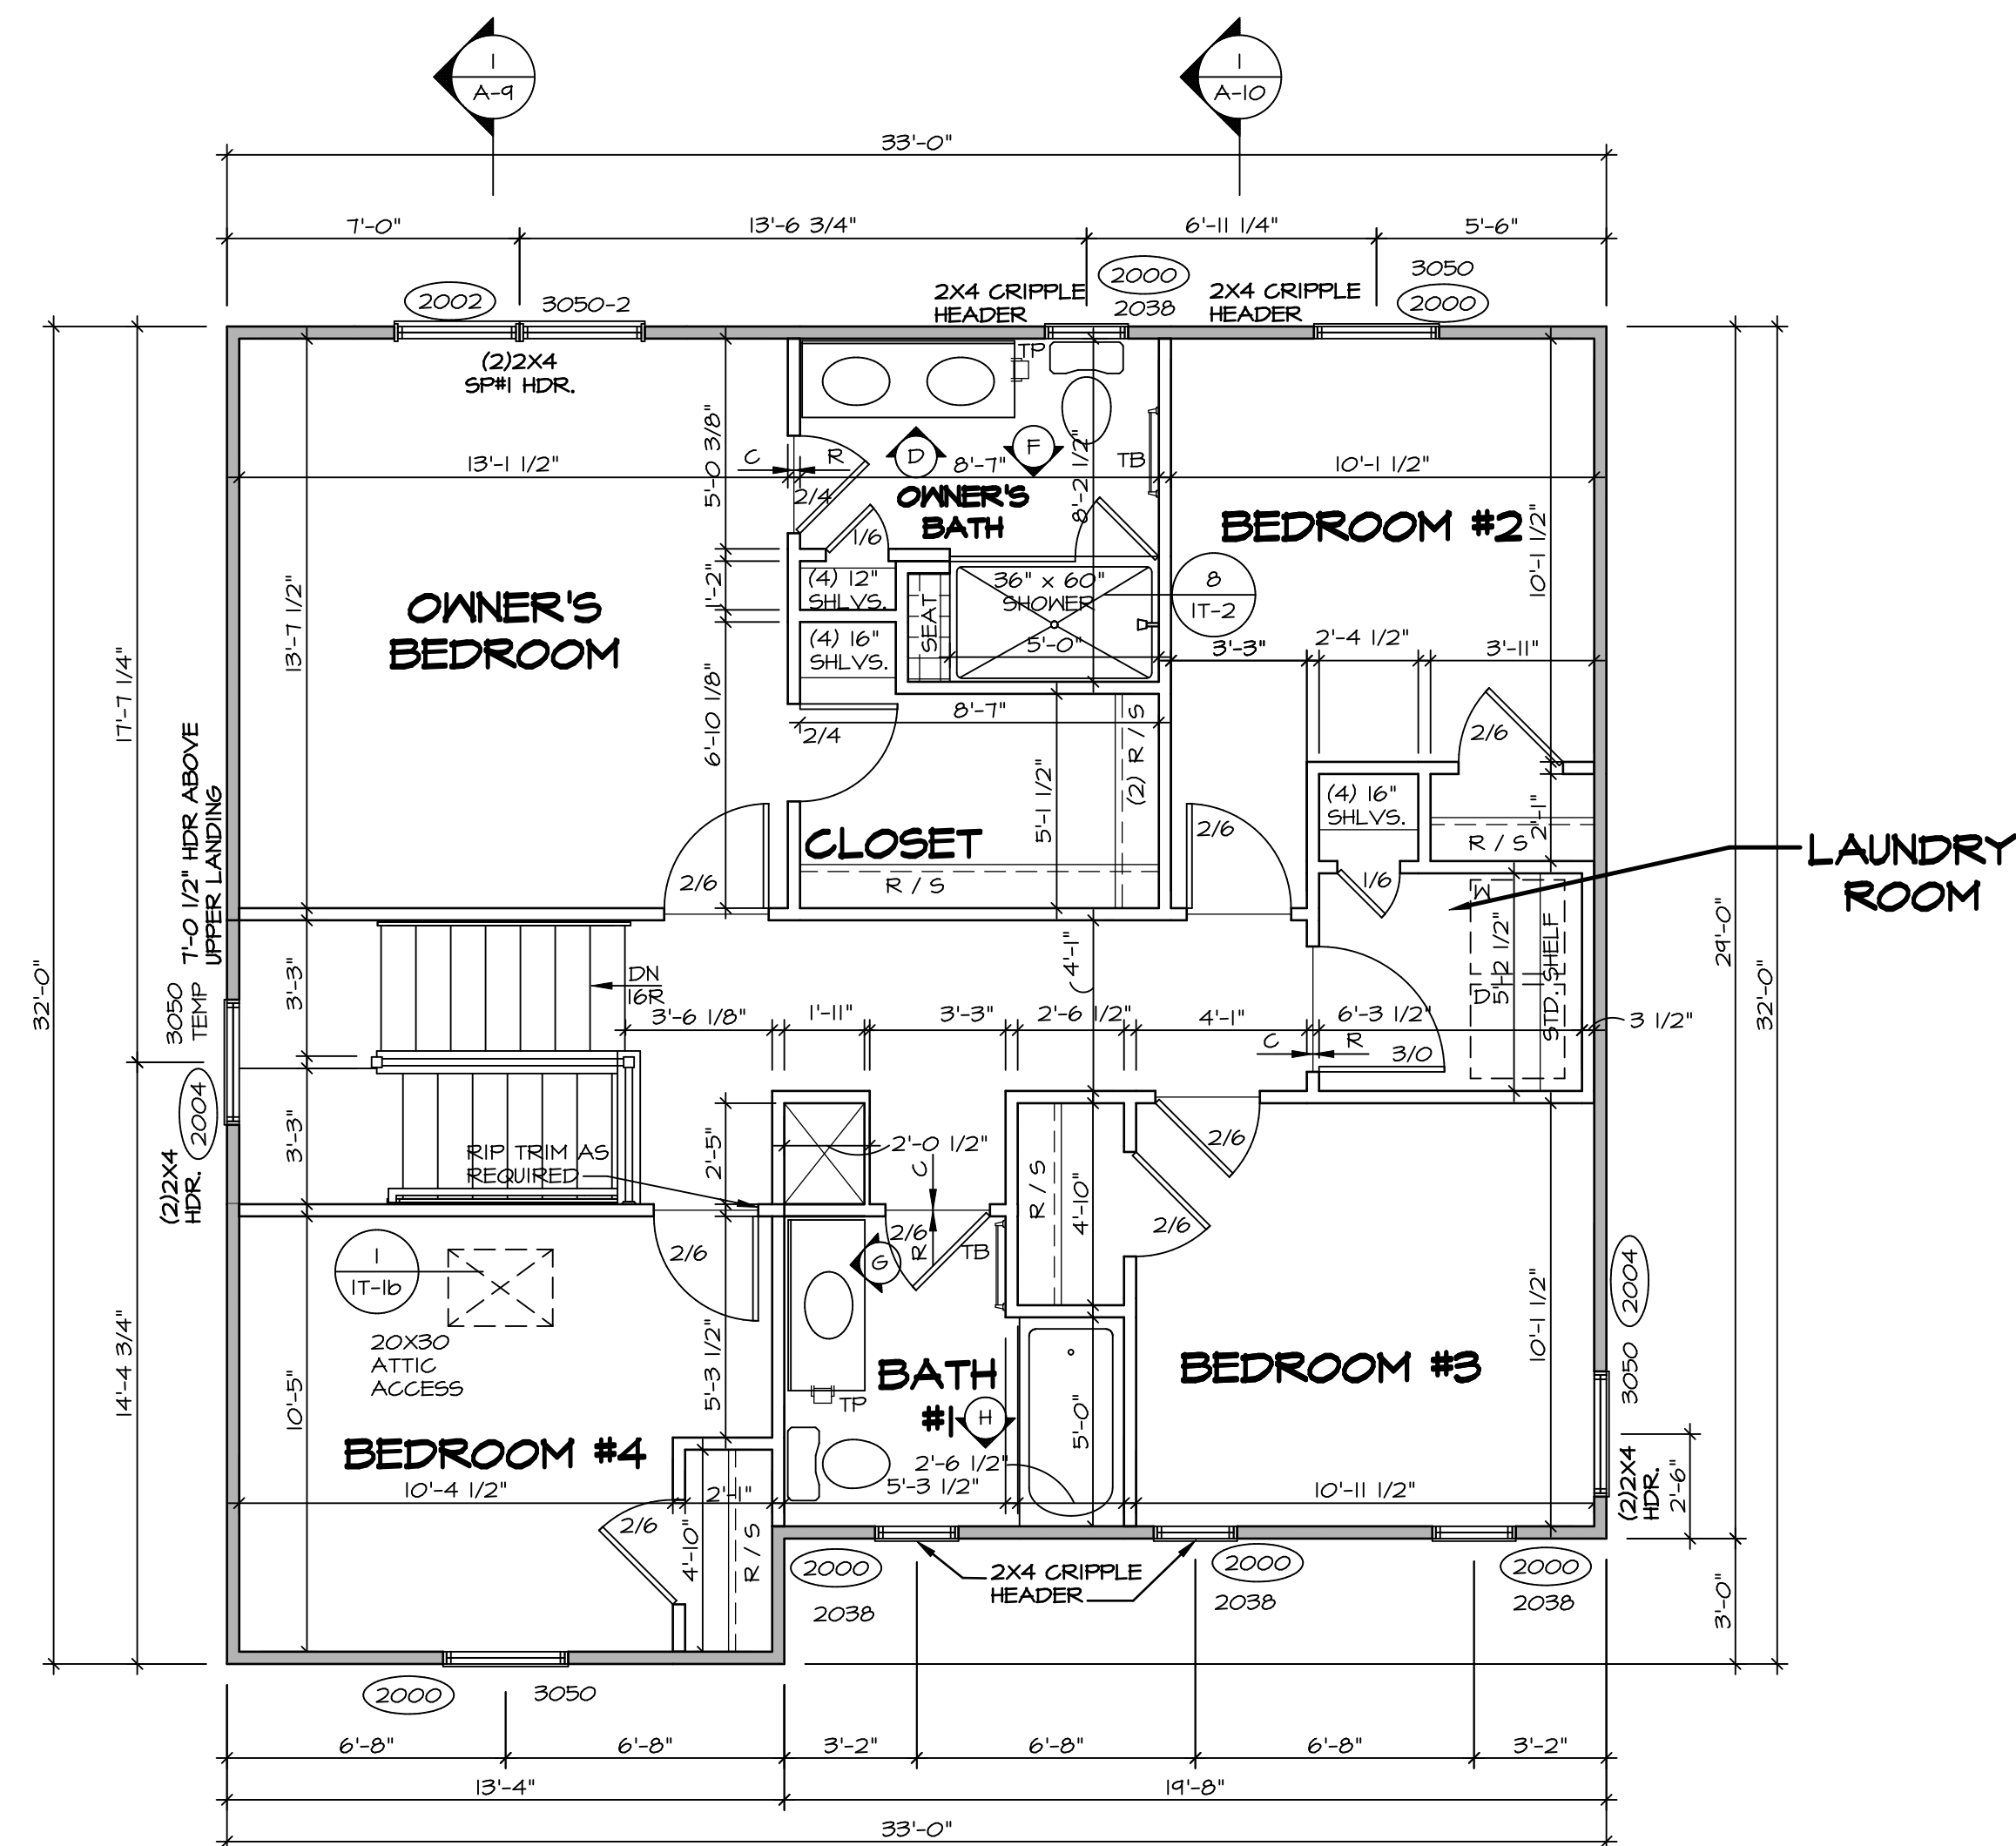 1
A-9
1
A-10
33'-0"
7'-0"
13'-6 3/4"
6'-11 1/4"
5'-6"
2002
3050-2
2X4 CRIPPLE
HEADER
2000
2038
2X4 CRIPPLE
HEADER
3050
2000
(2)2X4
SP#1 HDR.
TP
C
R
D
F
TB
13'-1 1/2"
5'-0 3/8"
8'-7"
8'-2 1/2"
10'-1 1/2"
2/4
OWNER'S
BATH
BEDROOM #2
1/6
10'-1 1/2"
OWNER'S
BEDROOM
13'-7 1/2"
1'-2"
(4) 12"
SHLVS.
SEAT
36" x 60"
SHOWER
5'-0"
8
IT-2
(4) 16"
SHLVS.
3'-3"
2'-4 1/2"
3'-11"
17'-7 1/4"
6'-10 1/8"
2/4
8'-7"
(2) R / S
2/6
7'-0 1/2" HDR ABOVE
UPPER LANDING
5'-1 1/2"
CLOSET
R / S
2/6
2/6
(4) 16"
SHLVS.
2'-1"
R / S
LAUNDRY
ROOM
1/6
W
D
5'-2 1/2"
STD. SHELF
32'-0"
29'-0"
32'-0"
3050
TEMP
2004
(2)2X4
HDR.
3'-3"
DN
16R
4'-1"
3'-6 1/8"
1'-11"
3'-3"
2'-6 1/2"
4'-1"
6'-3 1/2"
3 1/2"
C
R
3/0
3'-3"
RIP TRIM AS
REQUIRED
2'-5"
2'-0 1/2"
C
R
R / S
4'-10"
2/6
2/6
2/6
2/6
TB
G
1
IT-1b
20X30
ATTIC
ACCESS
14'-4 3/4"
10'-5"
5'-3 1/2"
TP
BATH
#1
H
5'-0"
BEDROOM #3
10'-1 1/2"
2004
3050
(2)2X4
HDR.
2'-6"
BEDROOM #4
10'-4 1/2"
2'-1"
2'-6 1/2"
5'-3 1/2"
10'-11 1/2"
2/6
4'-10"
R / S
2000
2038
2X4 CRIPPLE
HEADER
2000
2038
2000
2038
3'-0"
2000
3050
6'-8"
6'-8"
3'-2"
6'-8"
6'-8"
3'-2"
13'-4"
19'-8"
33'-0"